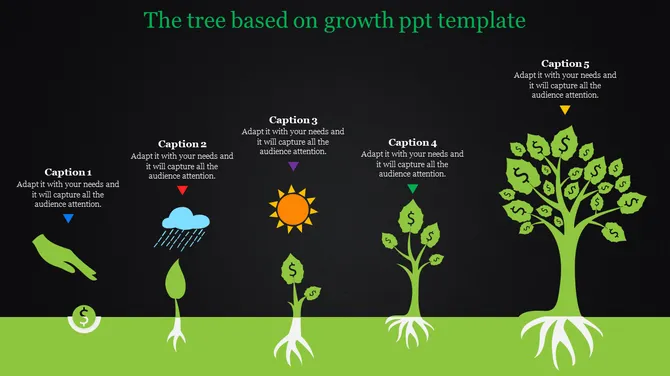 The tree based on growth ppt template
Caption 1
Adapt it with your needs and
it will capture all the
audience attention.
Caption 2
Adapt it with your needs and
it will capture all the
audience attention.
Caption 3
Adapt it with your needs and
it will capture all the
audience attention.
Caption 4
Adapt it with your needs and
it will capture all the
audience attention.
Caption 5
Adapt it with your needs and
it will capture all the
audience attention.